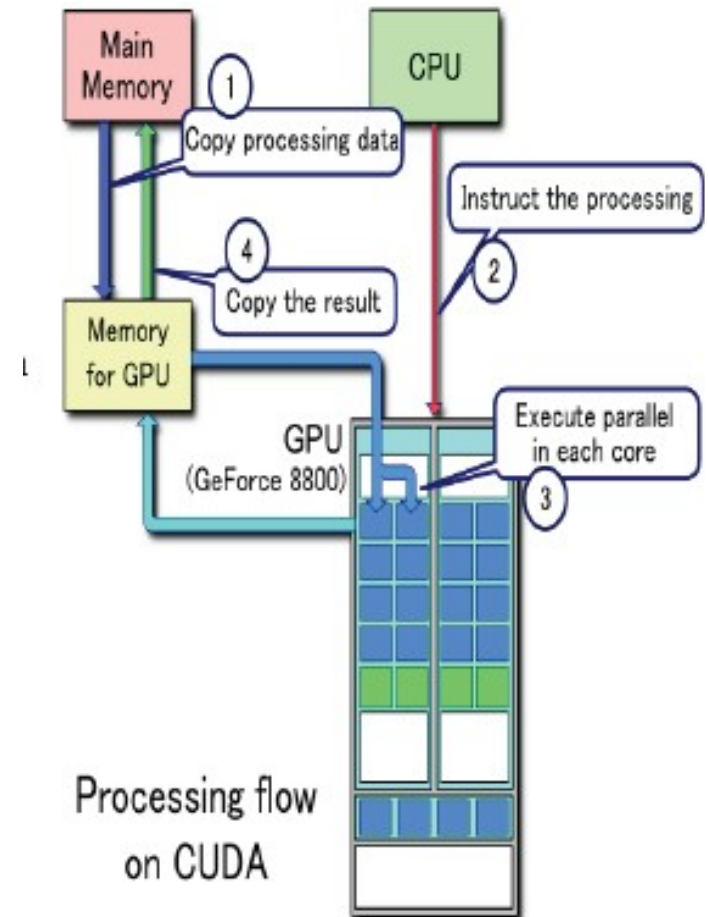 Main
Memory
CPU
1
Copy processing data
Instruct the processing
2
4
Copy the result
Memory
for GPU
GPU
(GeForce 8800)
Execute parallel
in each core
3
Processing flow
on CUDA